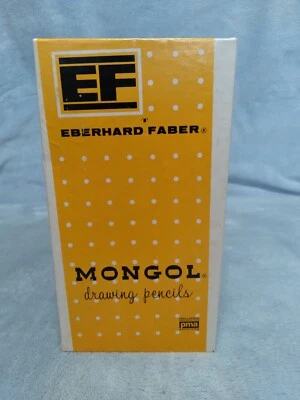 EF
EBERHARD FABER®
MONGOL®
drawing pencils
pma